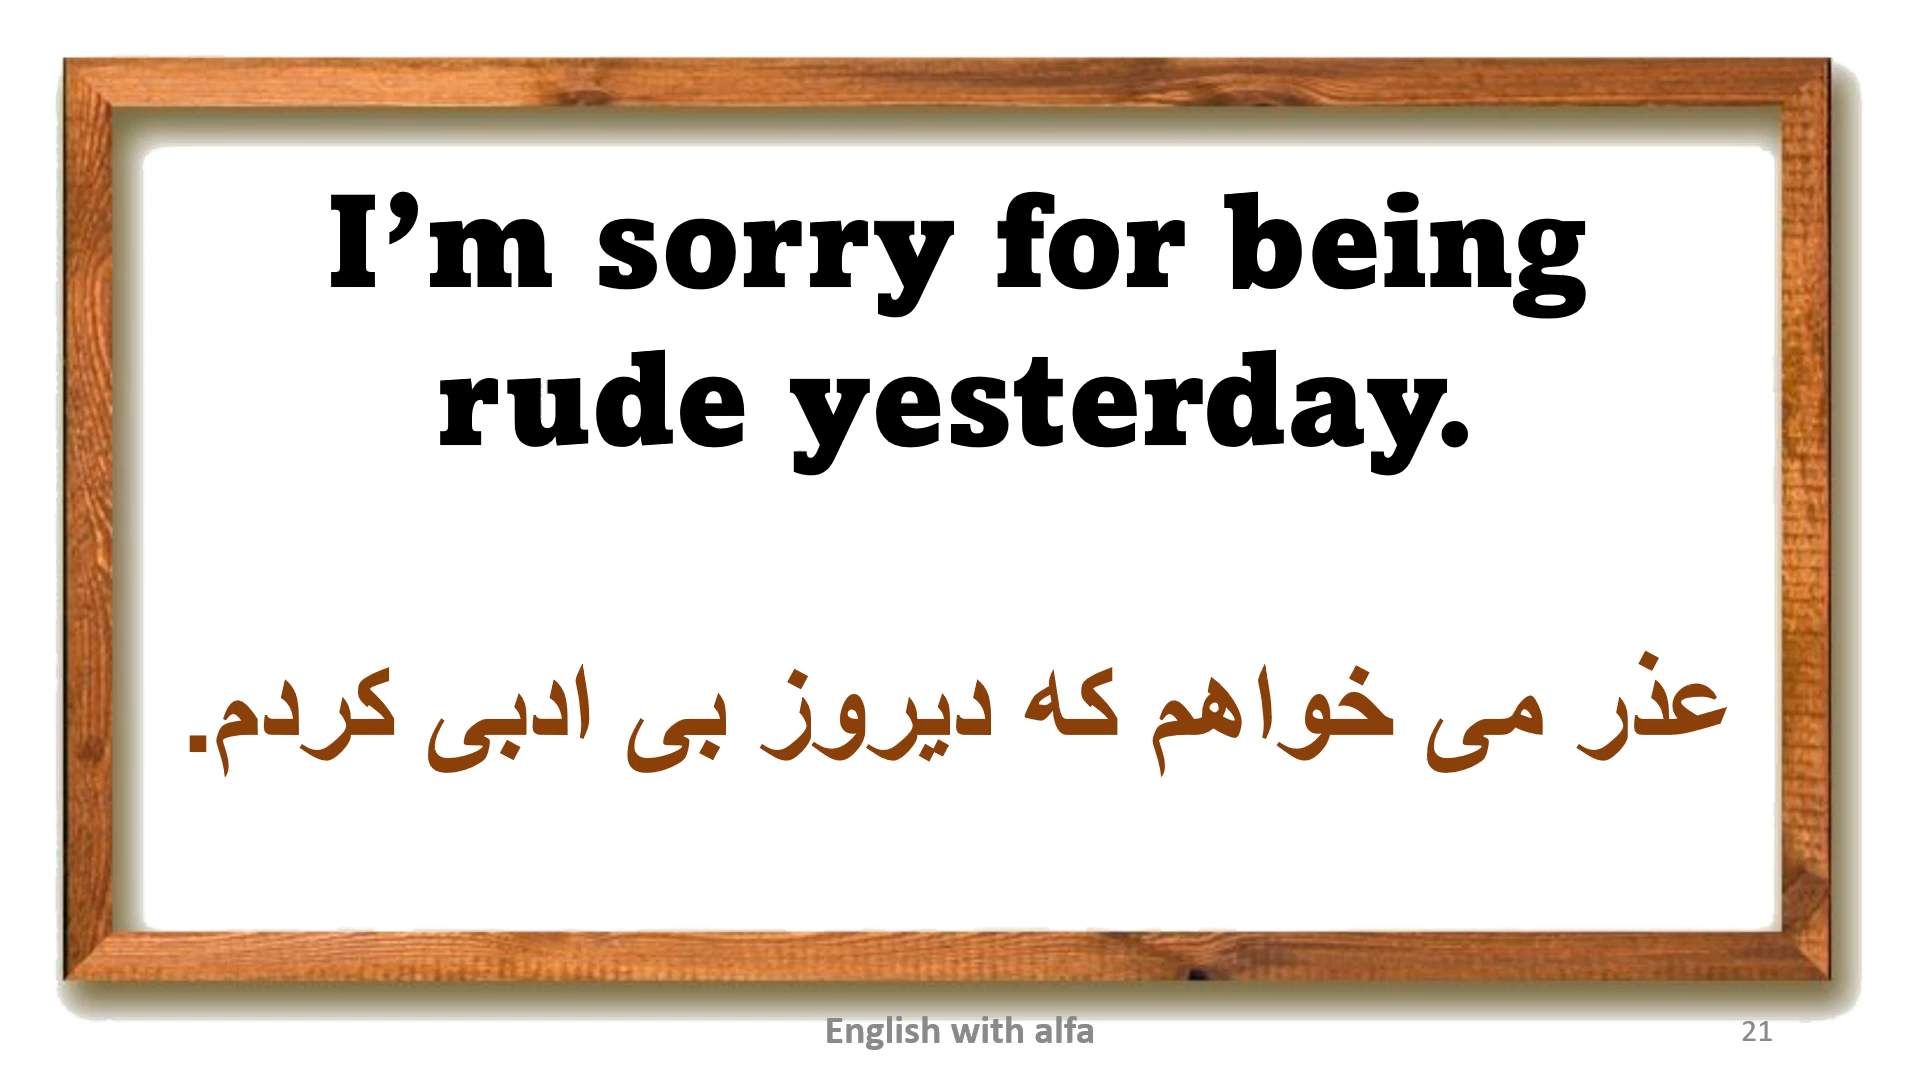 I’m sorry for being
rude yesterday.
عذر می خواهم که دیروز بی ادبی کردم.
English with alfa
21